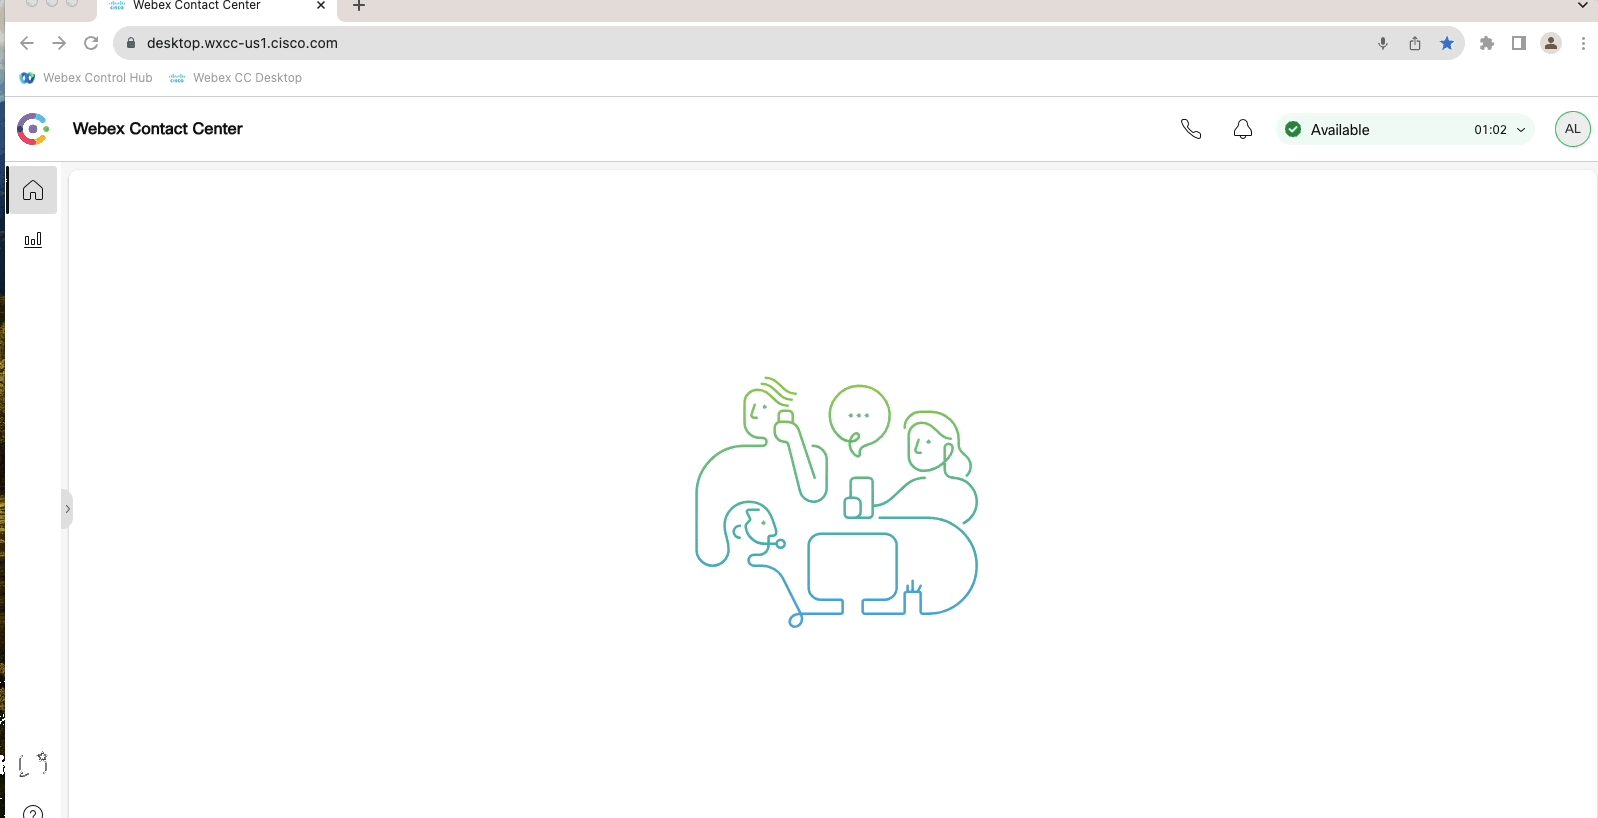 Webex Contact Center
desktop.wxcc-us1.cisco.com
Webex Control Hub
Webex CC Desktop
Webex Contact Center
Available
01:02
AL